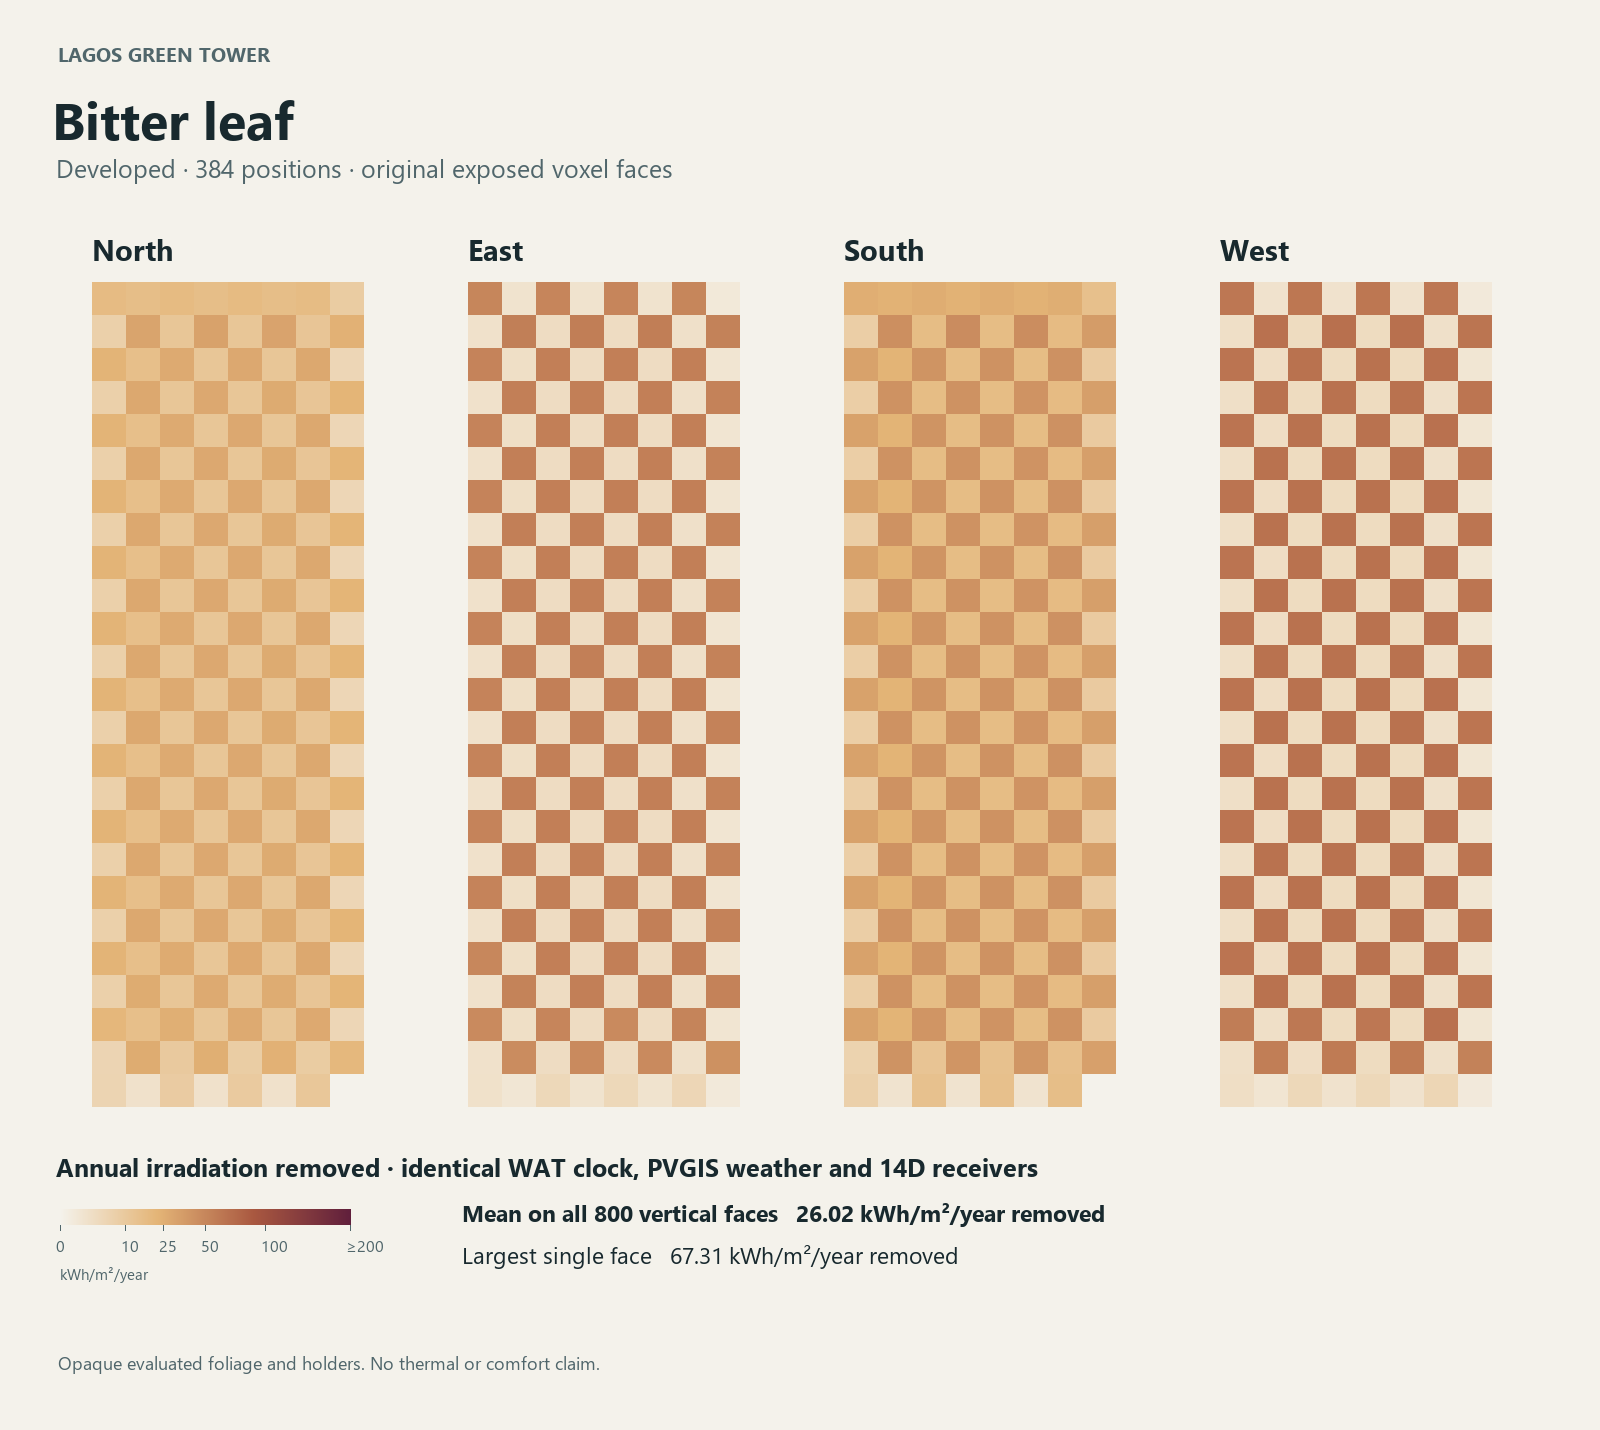 LAGOS GREEN TOWER
Bitter leaf
Developed · 384 positions · original exposed voxel faces
North East South West
Annual irradiation removed · identical WAT clock, PVGIS weather and 14D receivers
Mean on all 800 vertical faces 26.02 kWh/m²/year removed
0 10 25 50 100 ≥200
Largest single face 67.31 kWh/m²/year removed
kWh/m²/year
Opaque evaluated foliage and holders. No thermal or comfort claim.